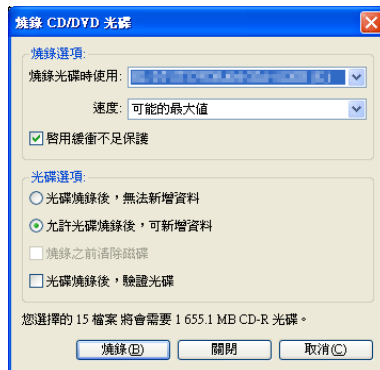 燒錄 CD/DVD 光碟
燒錄選項:
燒錄光碟時使用:
速度: 可能的最大值
啓用緩衝不足保護
光碟選項:
光碟燒錄後，無法新增資料
允許光碟燒錄後，可新增資料
燒錄之前清除磁碟
光碟燒錄後，驗證光碟
您選擇的 15 檔案 將會需要 1 655.1 MB CD-R 光碟。
燒錄(B) 關閉 取消(C)